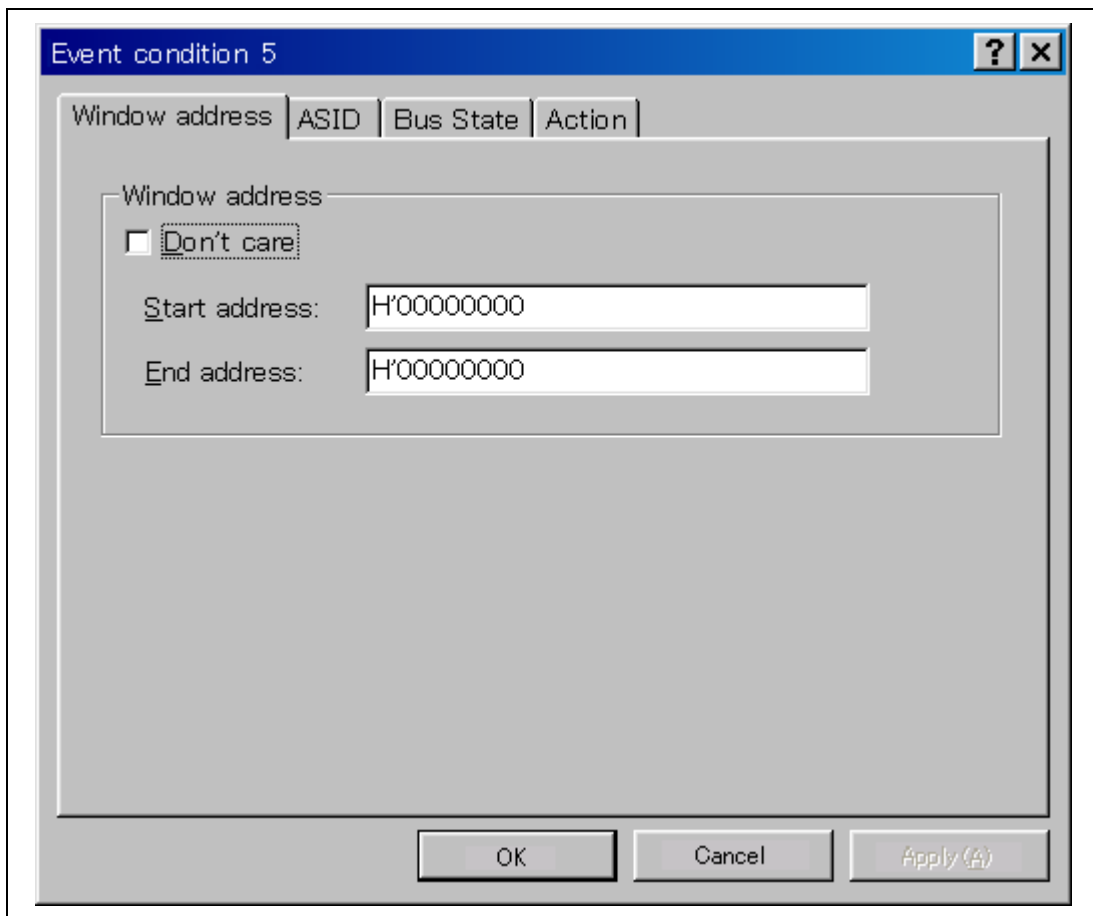 Event condition 5
Window address ASID Bus State Action
Window address
Don't care
Start address: H'00000000
End address: H'00000000
OK Cancel Apply (A)